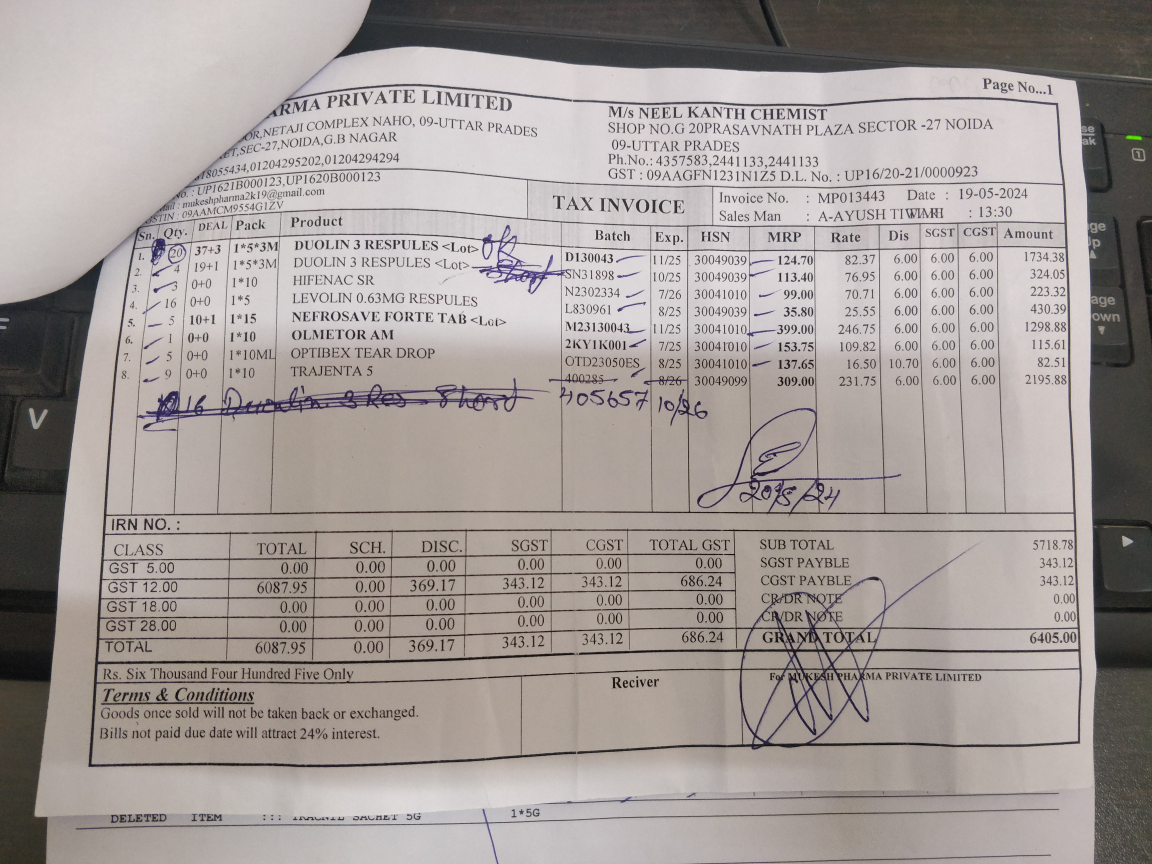 Page No...1
ARMA PRIVATE LIMITED
OR,NETAJI COMPLEX NAHO, 09-UTTAR PRADES
ET,SEC-27,NOIDA,G.B NAGAR
18055434,01204295202,01204294294
No. : UP1621B000123,UP1620B000123
mail : mukeshpharma2k19@gmail.com
GSTIN : 09AAMCM9554G1ZV
M/s NEEL KANTH CHEMIST
SHOP NO.G 20PRASAVNATH PLAZA SECTOR -27 NOIDA
09-UTTAR PRADES
Ph.No.: 4357583,2441133,2441133
GST : 09AAGFN1231N1Z5 D.L. No. : UP16/20-21/0000923
TAX INVOICE
Invoice No. : MP013443 Date : 19-05-2024
Sales Man : A-AYUSH TIWARI : 13:30
Sn. Qty. DEAL Pack Product Batch Exp. HSN MRP Rate Dis SGST CGST Amount
1. 20 37+3 1*5*3M DUOLIN 3 RESPULES <Lot> ok D130043 11/25 30049039 124.70 82.37 6.00 6.00 6.00 1734.38
2. 4 19+1 1*5*3M DUOLIN 3 RESPULES <Lot> SN31898 10/25 30049039 113.40 76.95 6.00 6.00 6.00 324.05
3. 3 0+0 1*10 HIFENAC SR N2302334 7/26 30041010 99.00 70.71 6.00 6.00 6.00 223.32
4. 16 0+0 1*5 LEVOLIN 0.63MG RESPULES L830961 8/25 30041010 35.80 25.55 6.00 6.00 6.00 430.39
5. 5 10+1 1*15 NEFROSAVE FORTE TAB <Lot> M23130043 11/25 30041010 399.00 246.75 6.00 6.00 6.00 1298.88
6. 1 0+0 1*10 OLMETOR AM 2KY1K001 7/25 30041010 153.75 109.82 6.00 6.00 6.00 115.61
7. 5 0+0 1*10ML OPTIBEX TEAR DROP OTD23050ES 8/25 30041010 137.65 16.50 10.70 6.00 6.00 82.51
8. 9 0+0 1*10 TRAJENTA 5 400285 8/26 30049099 309.00 231.75 6.00 6.00 6.00 2195.88
16 Duolin 3 Res Short 405657 10/26
20/5/24
IRN NO. :
CLASS TOTAL SCH. DISC. SGST CGST TOTAL GST
GST 5.00 0.00 0.00 0.00 0.00 0.00 0.00
GST 12.00 6087.95 0.00 369.17 343.12 343.12 686.24
GST 18.00 0.00 0.00 0.00 0.00 0.00 0.00
GST 28.00 0.00 0.00 0.00 0.00 0.00 0.00
TOTAL 6087.95 0.00 369.17 343.12 343.12 686.24
SUB TOTAL 5718.78
SGST PAYBLE 343.12
CGST PAYBLE 343.12
CR/DR NOTE 0.00
CR/DR NOTE 0.00
GRAND TOTAL 6405.00
Rs. Six Thousand Four Hundred Five Only
Terms & Conditions
Goods once sold will not be taken back or exchanged.
Bills not paid due date will attract 24% interest.
Reciver
For MUKESH PHARMA PRIVATE LIMITED
DELETED ITEM ::: SACHET 5G 1*5G